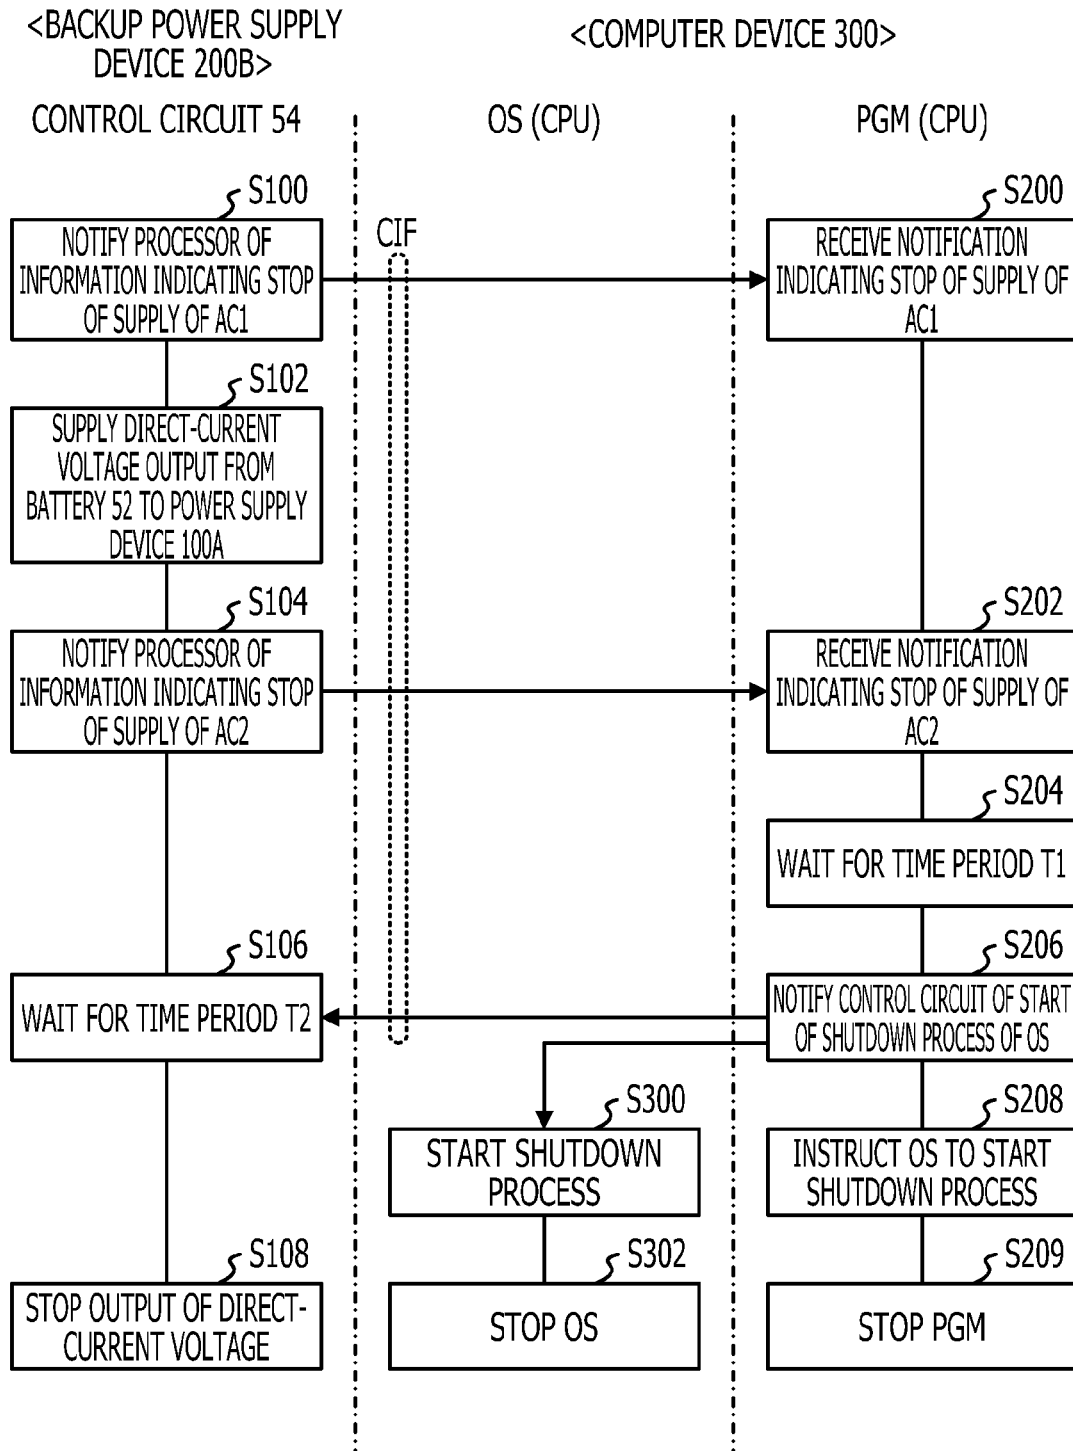 <BACKUP POWER SUPPLY
DEVICE 200B>
<COMPUTER DEVICE 300>
CONTROL CIRCUIT 54
OS (CPU)
PGM (CPU)
S100
NOTIFY PROCESSOR OF
INFORMATION INDICATING STOP
OF SUPPLY OF AC1
CIF
S200
RECEIVE NOTIFICATION
INDICATING STOP OF SUPPLY OF
AC1
S102
SUPPLY DIRECT-CURRENT
VOLTAGE OUTPUT FROM
BATTERY 52 TO POWER SUPPLY
DEVICE 100A
S104
NOTIFY PROCESSOR OF
INFORMATION INDICATING STOP
OF SUPPLY OF AC2
S202
RECEIVE NOTIFICATION
INDICATING STOP OF SUPPLY OF
AC2
S204
WAIT FOR TIME PERIOD T1
S106
WAIT FOR TIME PERIOD T2
S206
NOTIFY CONTROL CIRCUIT OF START
OF SHUTDOWN PROCESS OF OS
S300
START SHUTDOWN
PROCESS
S208
INSTRUCT OS TO START
SHUTDOWN PROCESS
S108
STOP OUTPUT OF DIRECT-
CURRENT VOLTAGE
S302
STOP OS
S209
STOP PGM